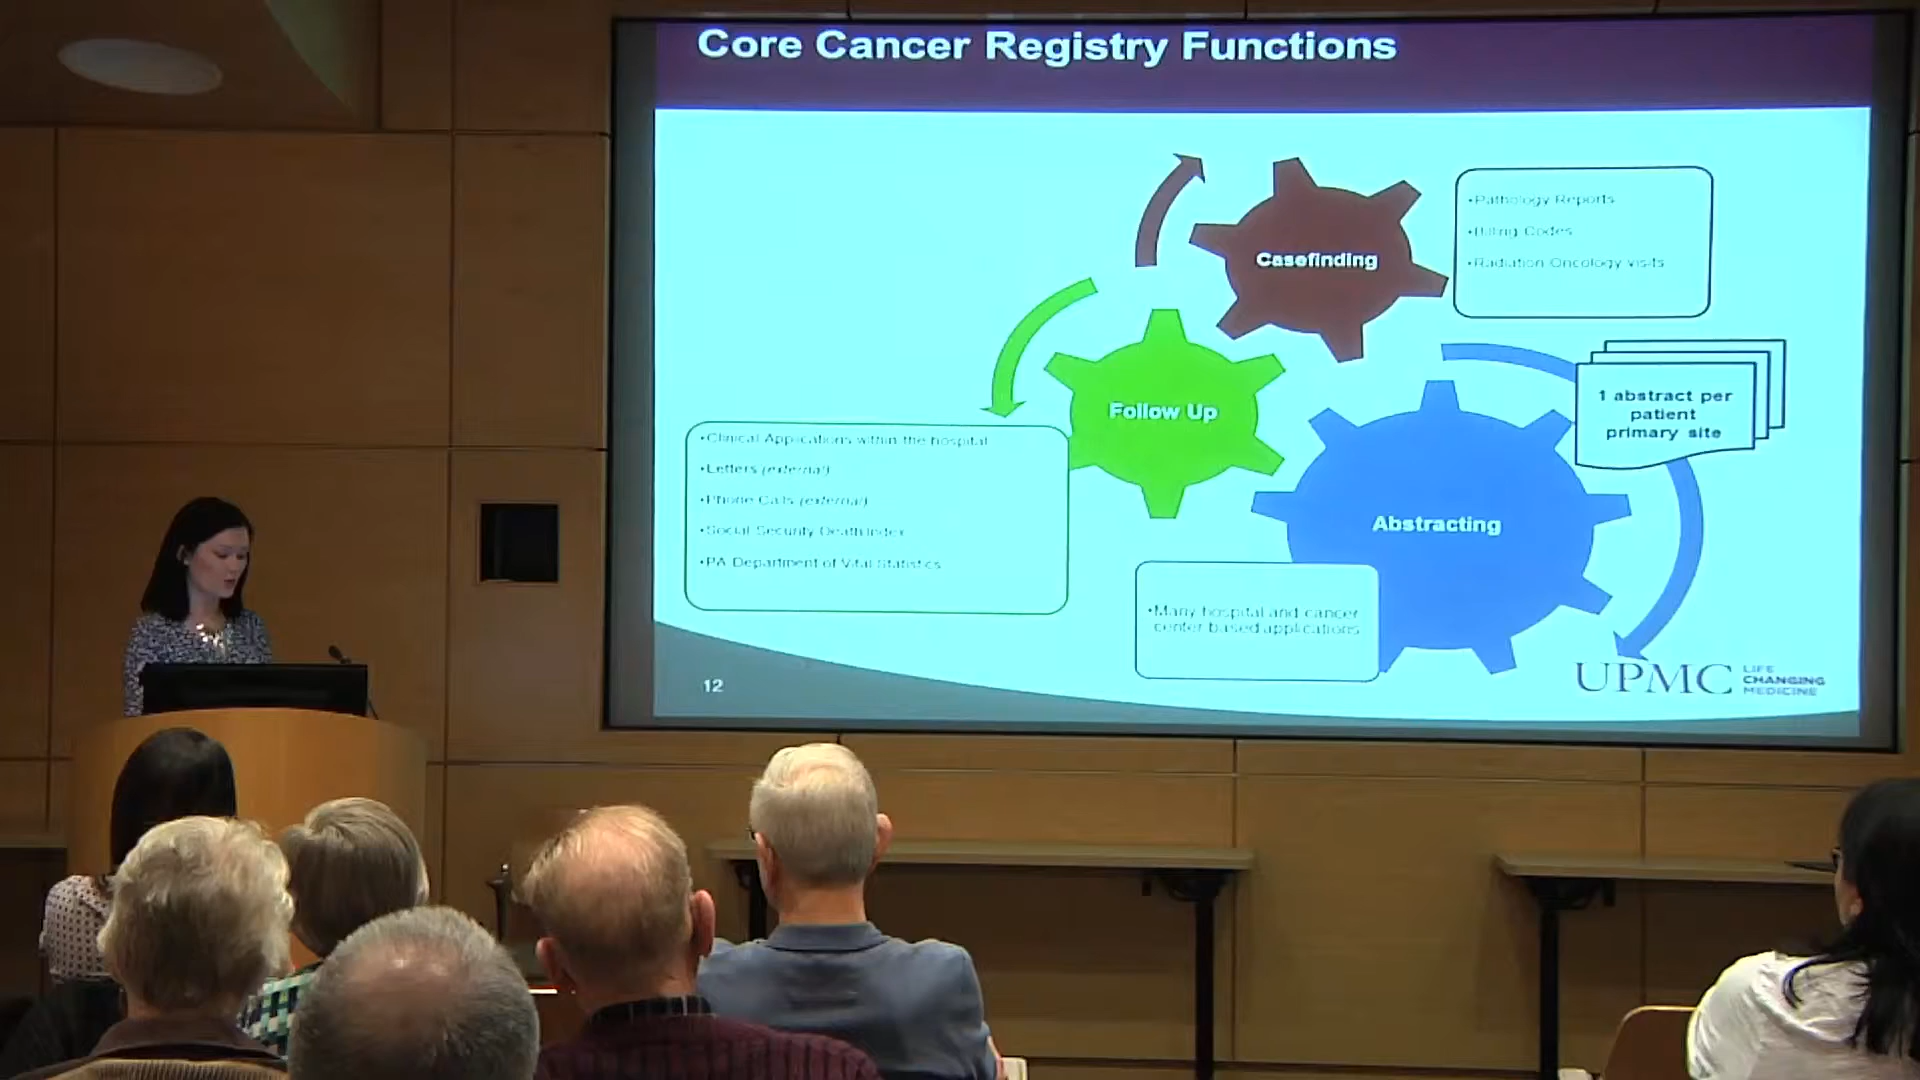 Core Cancer Registry Functions
•Pathology Reports
•Billing Codes
•Radiation Oncology visits
Casefinding
1 abstract per
patient
primary site
Follow Up
•Clinical Applications within the hospital
•Letters (external)
•Phone Calls (external)
•Social Security Death Index
•PA Department of Vital Statistics
Abstracting
•Many hospital and cancer
center based applications
12
UPMC LIFE
CHANGING
MEDICINE